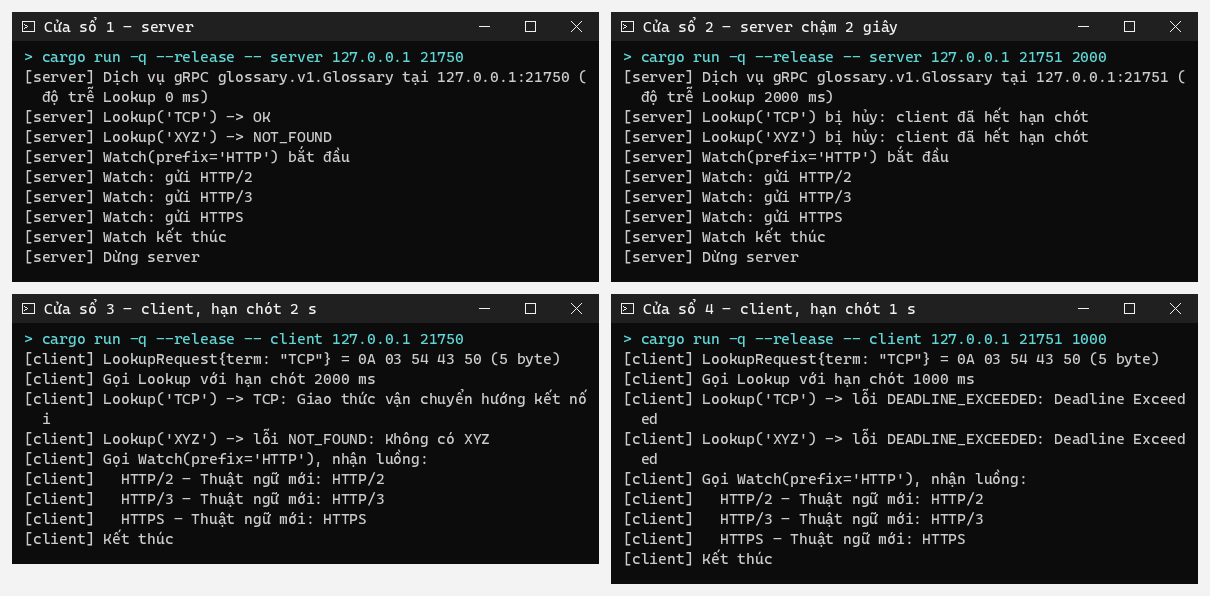 Cửa sổ 1 — server
> cargo run -q --release -- server 127.0.0.1 21750
[server] Dịch vụ gRPC glossary.v1.Glossary tại 127.0.0.1:21750 (
độ trễ Lookup 0 ms)
[server] Lookup('TCP') -> OK
[server] Lookup('XYZ') -> NOT_FOUND
[server] Watch(prefix='HTTP') bắt đầu
[server] Watch: gửi HTTP/2
[server] Watch: gửi HTTP/3
[server] Watch: gửi HTTPS
[server] Watch kết thúc
[server] Dừng server
Cửa sổ 2 — server chậm 2 giây
> cargo run -q --release -- server 127.0.0.1 21751 2000
[server] Dịch vụ gRPC glossary.v1.Glossary tại 127.0.0.1:21751 (
độ trễ Lookup 2000 ms)
[server] Lookup('TCP') bị hủy: client đã hết hạn chót
[server] Lookup('XYZ') bị hủy: client đã hết hạn chót
[server] Watch(prefix='HTTP') bắt đầu
[server] Watch: gửi HTTP/2
[server] Watch: gửi HTTP/3
[server] Watch: gửi HTTPS
[server] Watch kết thúc
[server] Dừng server
Cửa sổ 3 — client, hạn chót 2 s
> cargo run -q --release -- client 127.0.0.1 21750
[client] LookupRequest{term: "TCP"} = 0A 03 54 43 50 (5 byte)
[client] Gọi Lookup với hạn chót 2000 ms
[client] Lookup('TCP') -> TCP: Giao thức vận chuyển hướng kết nố
i
[client] Lookup('XYZ') -> lỗi NOT_FOUND: Không có XYZ
[client] Gọi Watch(prefix='HTTP'), nhận luồng:
[client]   HTTP/2 — Thuật ngữ mới: HTTP/2
[client]   HTTP/3 — Thuật ngữ mới: HTTP/3
[client]   HTTPS — Thuật ngữ mới: HTTPS
[client] Kết thúc
Cửa sổ 4 — client, hạn chót 1 s
> cargo run -q --release -- client 127.0.0.1 21751 1000
[client] LookupRequest{term: "TCP"} = 0A 03 54 43 50 (5 byte)
[client] Gọi Lookup với hạn chót 1000 ms
[client] Lookup('TCP') -> lỗi DEADLINE_EXCEEDED: Deadline Exceed
ed
[client] Lookup('XYZ') -> lỗi DEADLINE_EXCEEDED: Deadline Exceed
ed
[client] Gọi Watch(prefix='HTTP'), nhận luồng:
[client]   HTTP/2 — Thuật ngữ mới: HTTP/2
[client]   HTTP/3 — Thuật ngữ mới: HTTP/3
[client]   HTTPS — Thuật ngữ mới: HTTPS
[client] Kết thúc